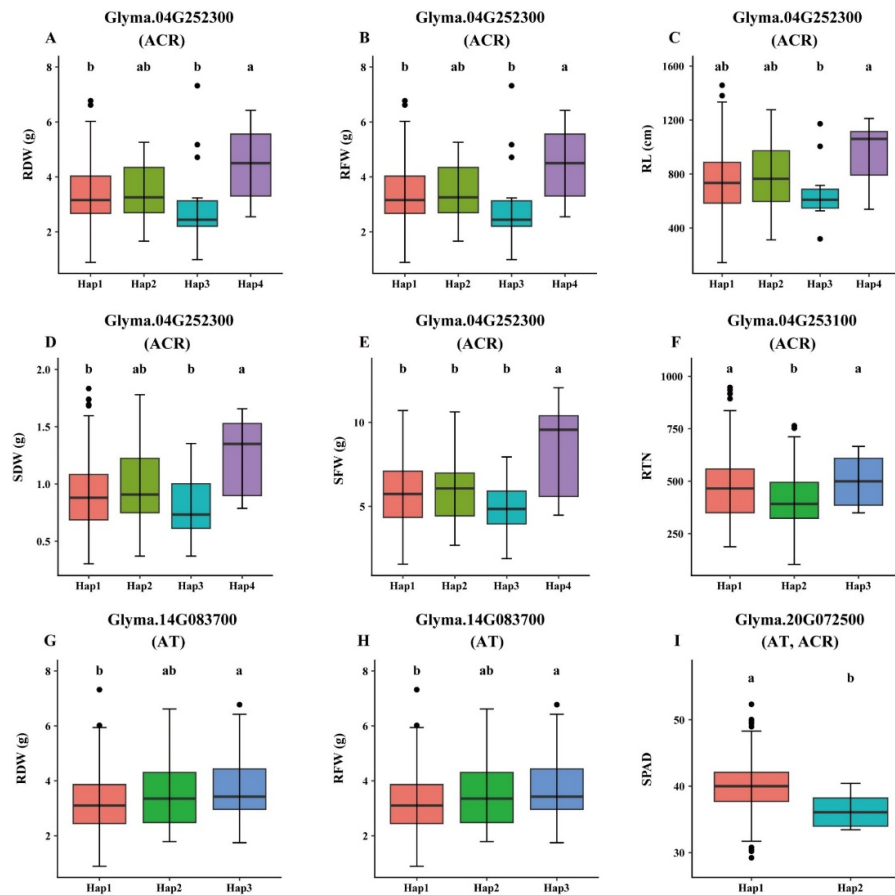 Glyma.04G252300
A (ACR)
b ab b a
8
6
4
2
RDW (g)
Hap1 Hap2 Hap3 Hap4
Glyma.04G252300
B (ACR)
b ab b a
8
6
4
2
RFW (g)
Hap1 Hap2 Hap3 Hap4
Glyma.04G252300
C (ACR)
ab ab b a
1600
1200
800
400
RL (cm)
Hap1 Hap2 Hap3 Hap4
Glyma.04G252300
D (ACR)
b ab b a
2.0
1.5
1.0
0.5
SDW (g)
Hap1 Hap2 Hap3 Hap4
Glyma.04G252300
E (ACR)
b b b a
10
5
SFW (g)
Hap1 Hap2 Hap3 Hap4
Glyma.04G253100
F (ACR)
a b a
1000
750
500
250
RTN
Hap1 Hap2 Hap3
Glyma.14G083700
G (AT)
b ab a
8
6
4
2
RDW (g)
Hap1 Hap2 Hap3
Glyma.14G083700
H (AT)
b ab a
8
6
4
2
RFW (g)
Hap1 Hap2 Hap3
Glyma.20G072500
I (AT, ACR)
a b
50
40
30
SPAD
Hap1 Hap2